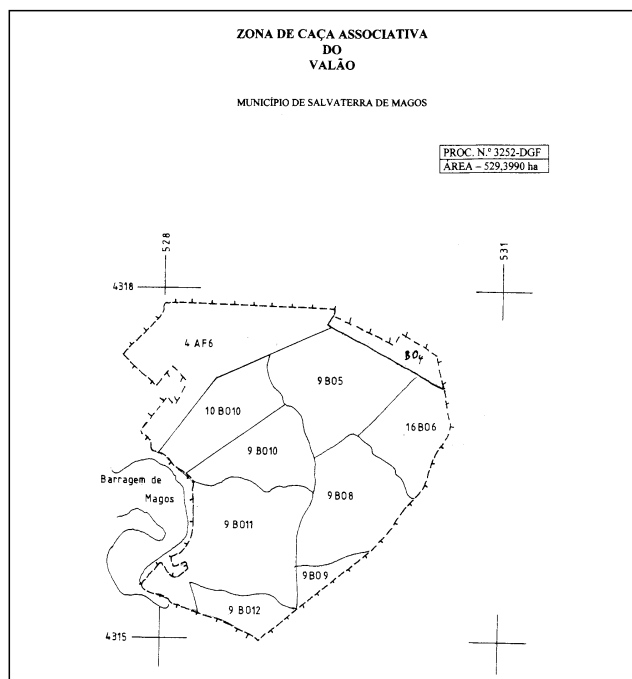 ZONA DE CAÇA ASSOCIATIVA
DO
VALÃO
MUNICÍPIO DE SALVATERRA DE MAGOS
PROC. N.º 3252-DGF
ÁREA – 529,3990 ha
528
531
4318
4 AF6
B04
9 B05
10 B010
16 B06
9 B010
Barragem de
Magos
9 B08
9 B011
9 B09
9 B012
4315